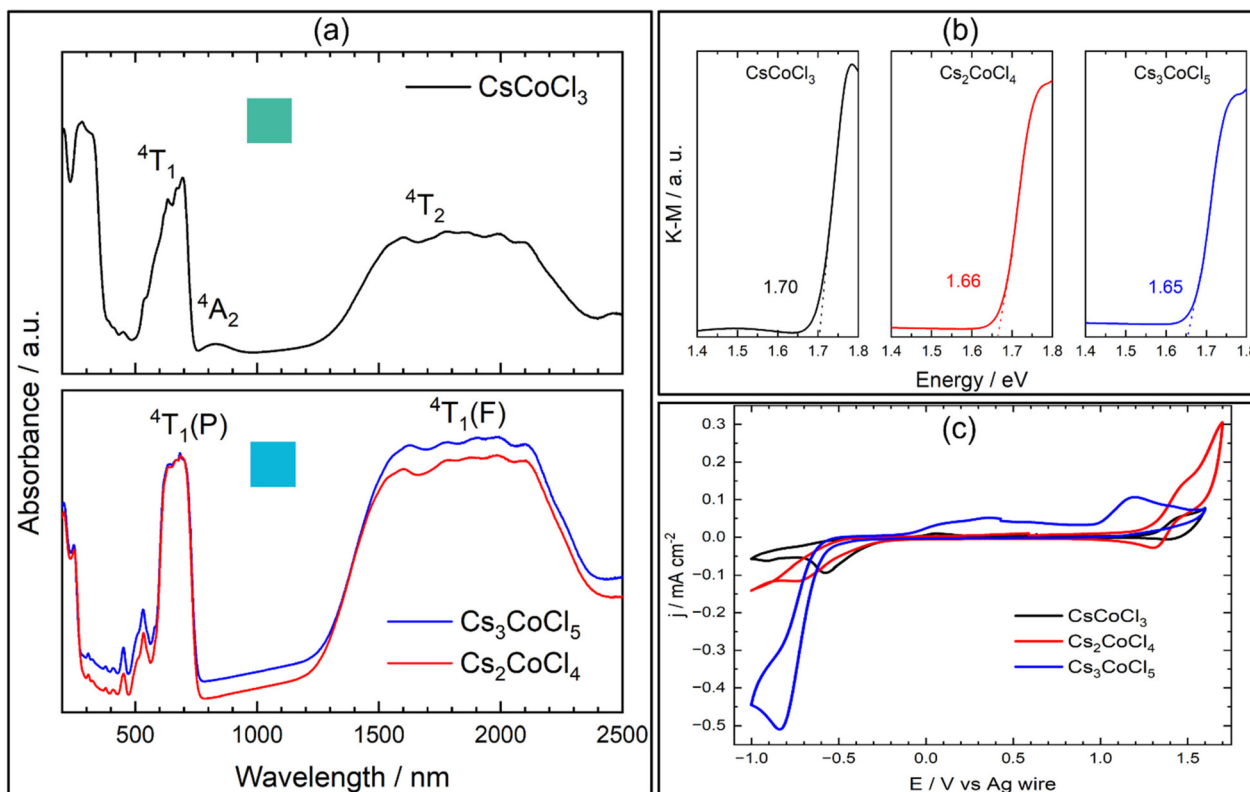 (a)
CsCoCl₃
⁴T₁
⁴A₂
⁴T₂
⁴T₁(P)
⁴T₁(F)
Cs₃CoCl₅
Cs₂CoCl₄
Absorbance / a.u.
500 1000 1500 2000 2500
Wavelength / nm
(b)
CsCoCl₃
Cs₂CoCl₄
Cs₃CoCl₅
K-M / a. u.
1.70
1.66
1.65
1.4 1.5 1.6 1.7 1.8
1.4 1.5 1.6 1.7 1.8
1.4 1.5 1.6 1.7 1.8
Energy / eV
(c)
0.3
0.2
0.1
0.0
−0.1
−0.2
−0.3
−0.4
−0.5
j / mA cm⁻²
CsCoCl₃
Cs₂CoCl₄
Cs₃CoCl₅
−1.0 −0.5 0.0 0.5 1.0 1.5
E / V vs Ag wire